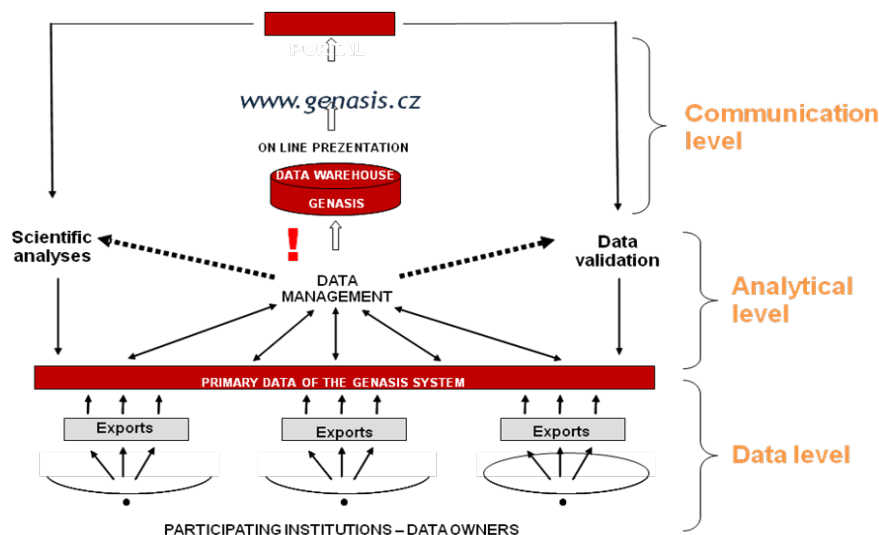 PORTAL
www.genasis.cz
ON LINE PREZENTATION
DATA WAREHOUSE
GENASIS
Communication
level
!
Scientific
analyses
Data
validation
DATA
MANAGEMENT
Analytical
level
PRIMARY DATA OF THE GENASIS SYSTEM
Exports
Exports
Exports
Data level
PARTICIPATING INSTITUTIONS – DATA OWNERS